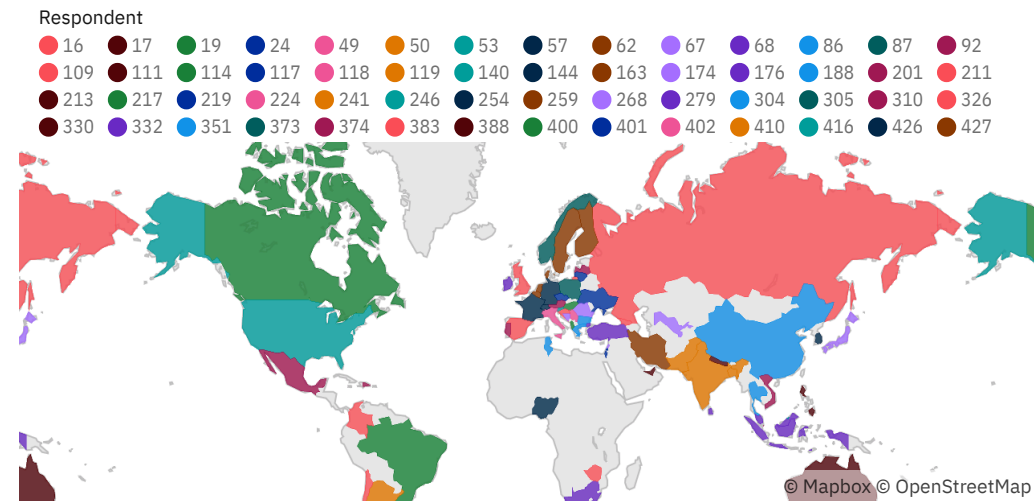 Respondent
16 17 19 24 49 50 53 57 62 67 68 86 87 92
109 111 114 117 118 119 140 144 163 174 176 188 201 211
213 217 219 224 241 246 254 259 268 279 304 305 310 326
330 332 351 373 374 383 388 400 401 402 410 416 426 427
© Mapbox © OpenStreetMap